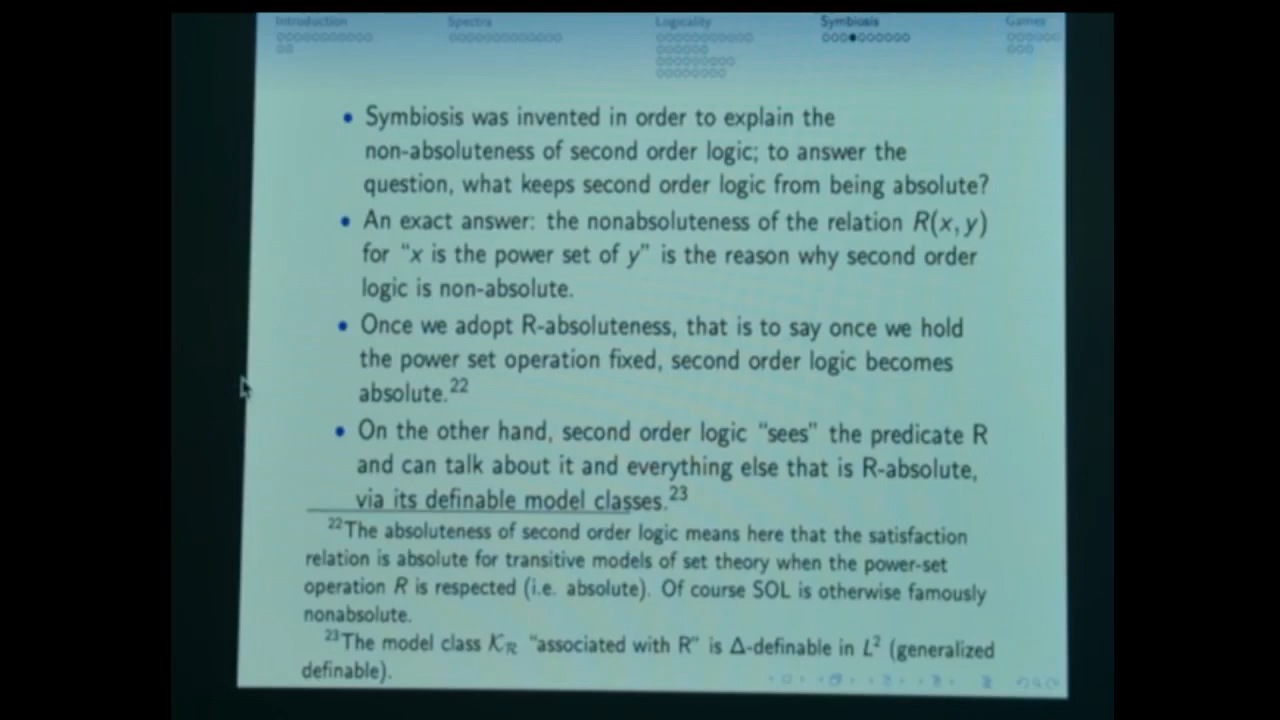 Introduction Spectra Logicality Symbiosis Games
• Symbiosis was invented in order to explain the
non-absoluteness of second order logic; to answer the
question, what keeps second order logic from being absolute?
• An exact answer: the nonabsoluteness of the relation R(x, y)
for “x is the power set of y” is the reason why second order
logic is non-absolute.
• Once we adopt R-absoluteness, that is to say once we hold
the power set operation fixed, second order logic becomes
absolute.22
• On the other hand, second order logic “sees” the predicate R
and can talk about it and everything else that is R-absolute,
via its definable model classes.23
22The absoluteness of second order logic means here that the satisfaction
relation is absolute for transitive models of set theory when the power-set
operation R is respected (i.e. absolute). Of course SOL is otherwise famously
nonabsolute.
23The model class KR “associated with R” is Δ-definable in L2 (generalized
definable).